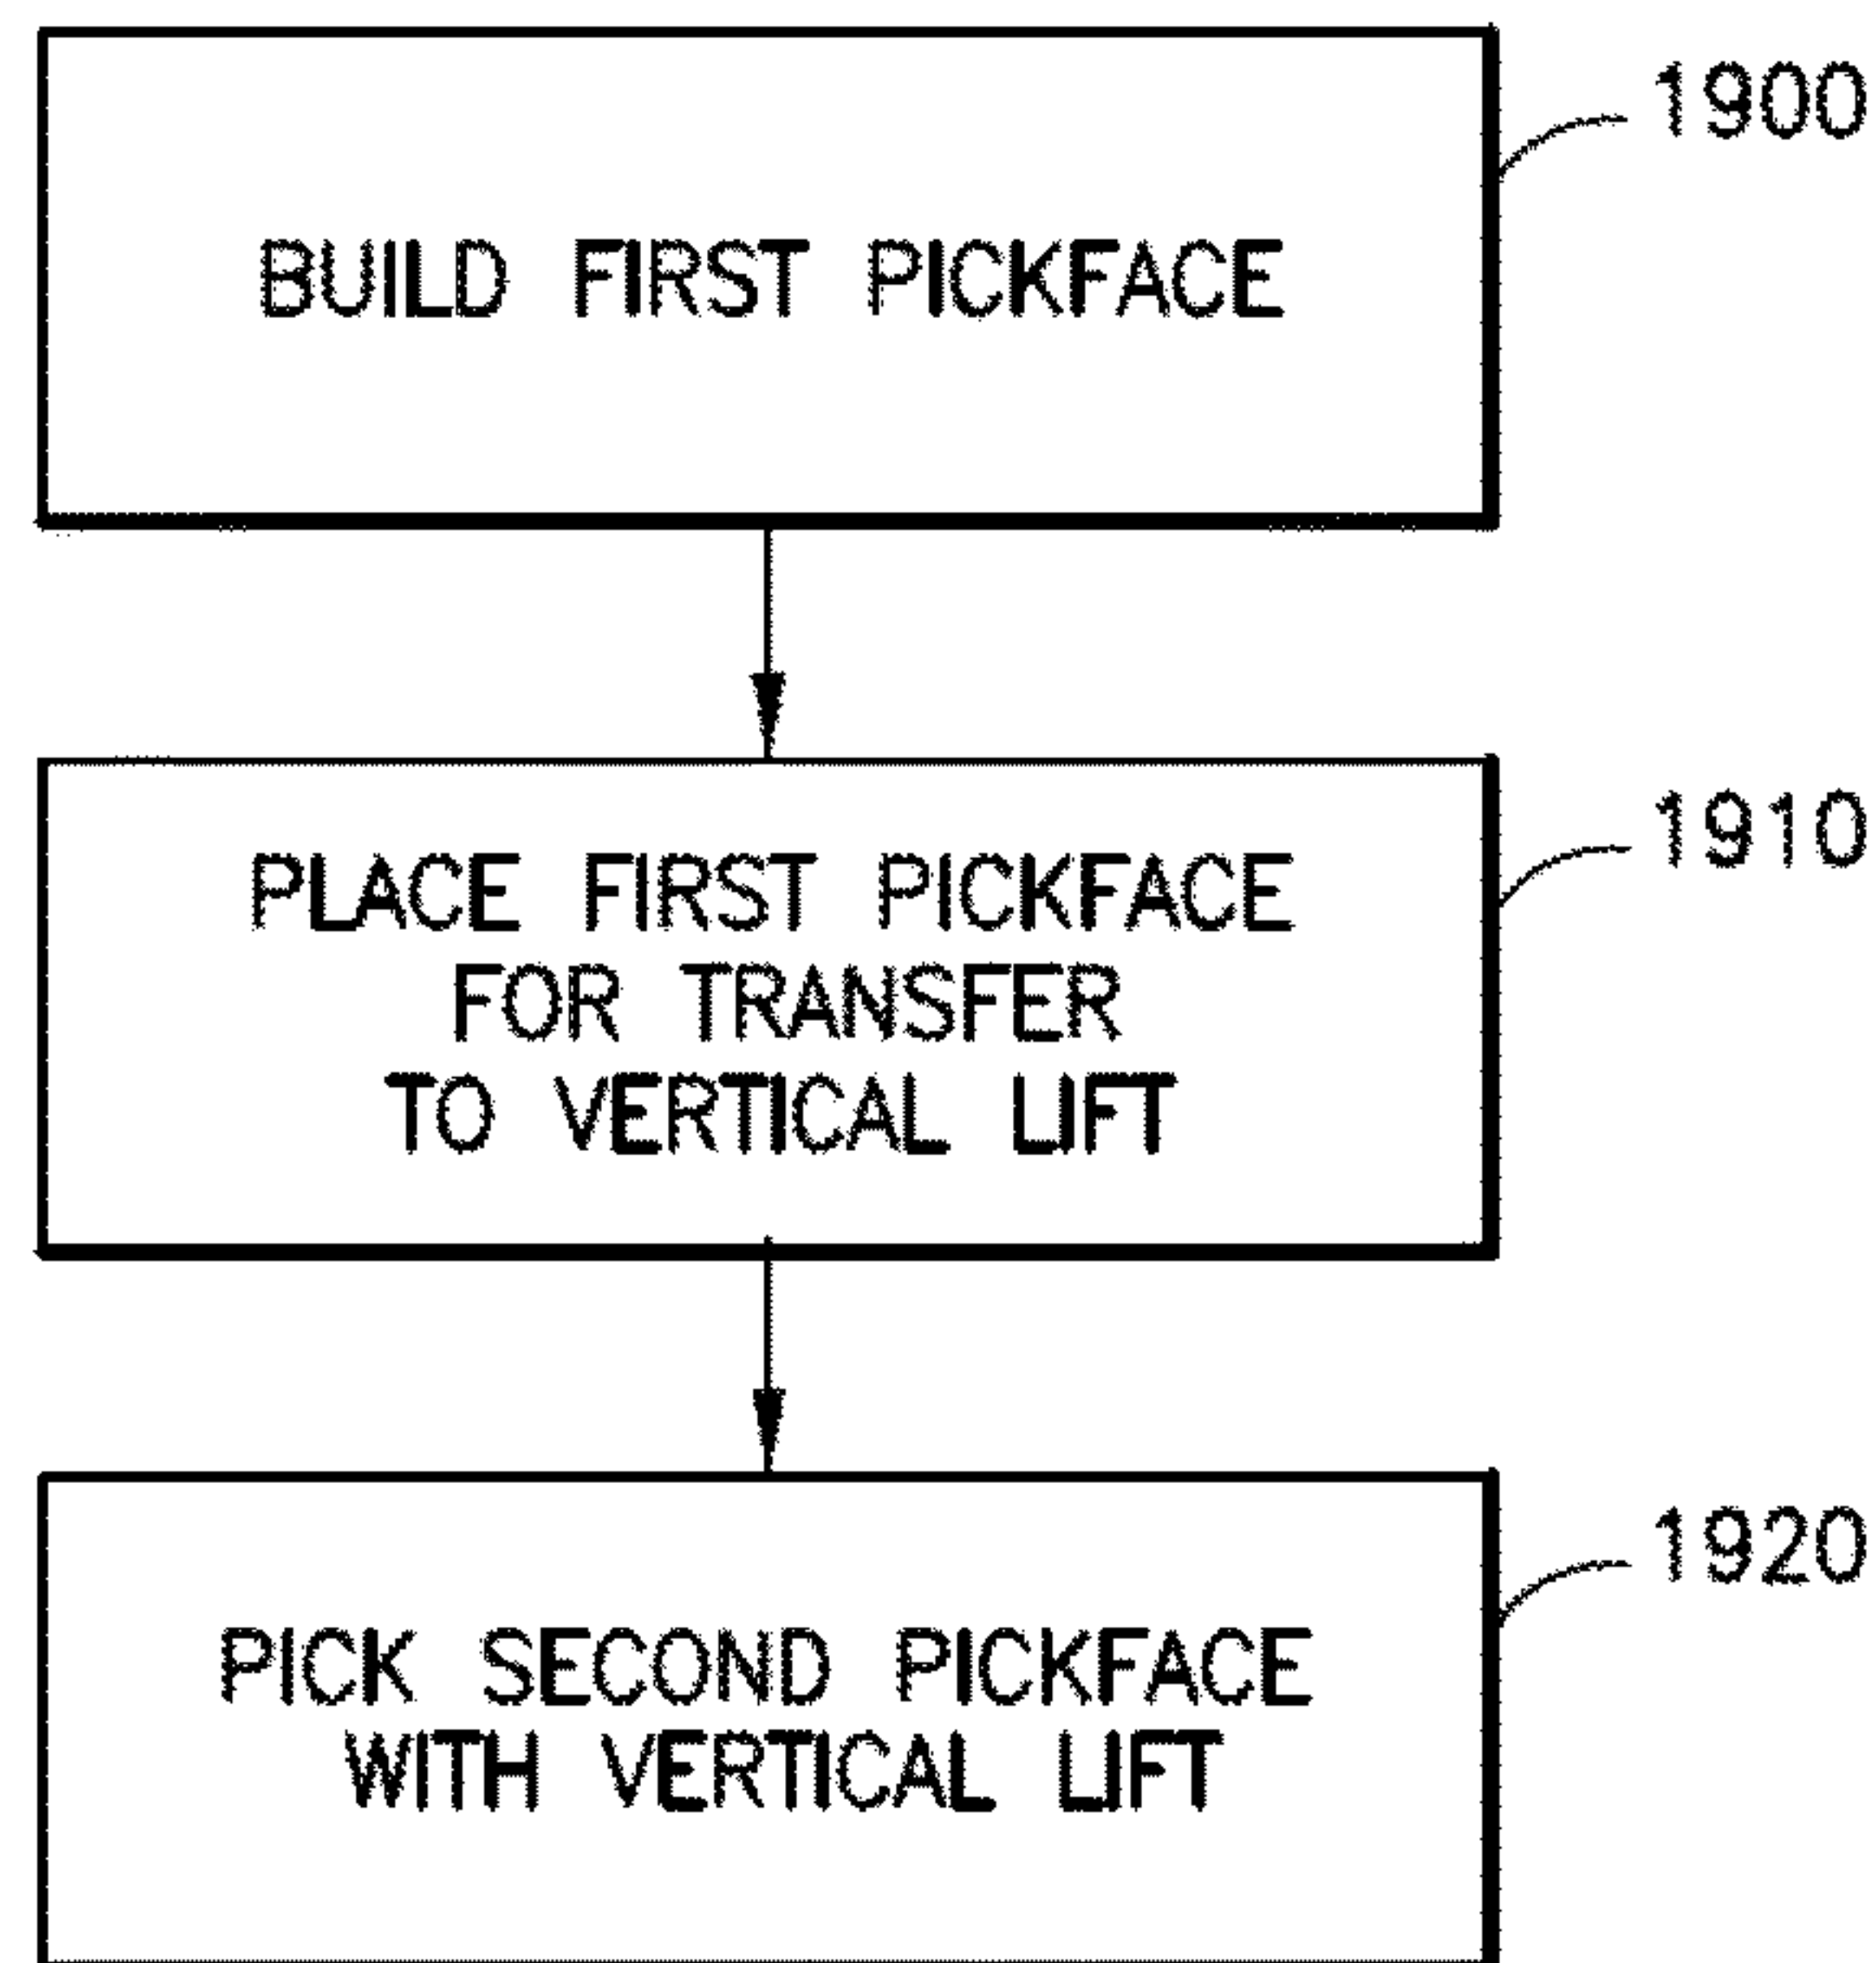 BUILD FIRST PICKFACE
1900
PLACE FIRST PICKFACE
FOR TRANSFER
TO VERTICAL LIFT
1910
PICK SECOND PICKFACE
WITH VERTICAL LIFT
1920